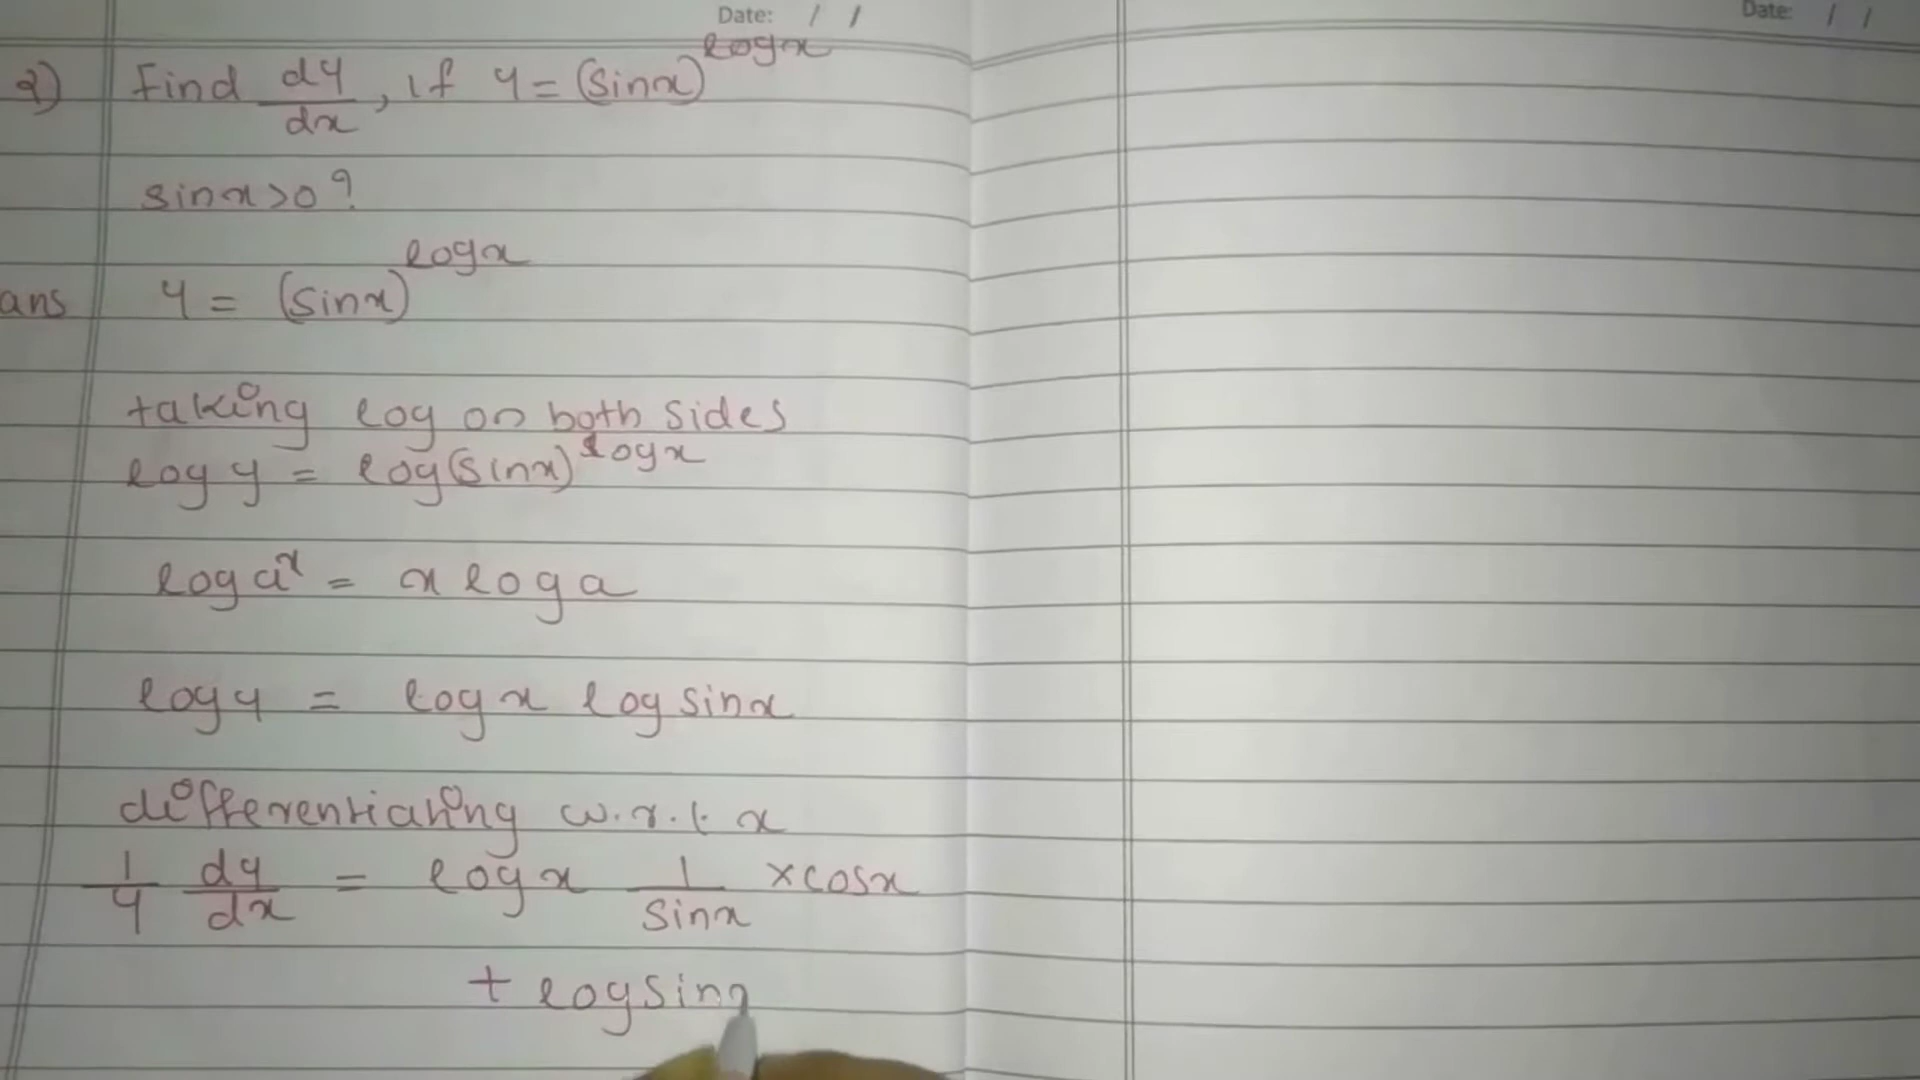 Date: / /
Date: / /
2) Find dy/dx, if y = (sinx)^logx
sinx>0?
ans y = (sinx)^logx
taking log on both sides
log y = log(sinx)^logx
log a^x = x log a
log y = log x log sinx
differentiating w.r.t x
1/y dy/dx = log x 1/sinx × cosx
+ log sin